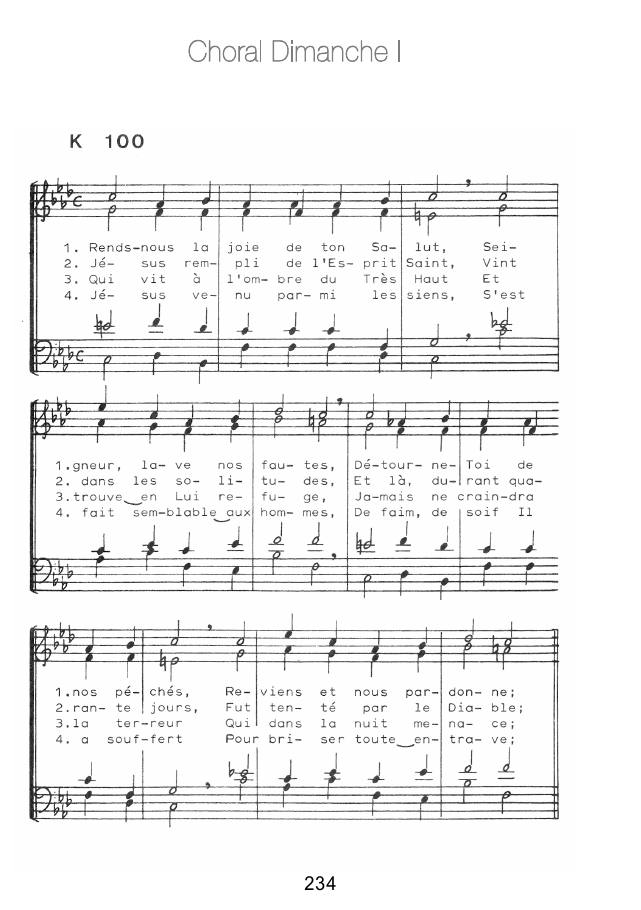 Choral Dimanche I
K 100
1. Rends-nous la joie de ton Sa- lut, Sei-
2. Jé- sus rem- pli de l'Es- prit Saint, Vint
3. Qui vit à l'om- bre du Très Haut Et
4. Jé- sus ve- nu par- mi les siens, S'est
1.gneur, la- ve nos fau- tes, Dé-tour- ne- Toi de
2. dans les so- li- tu- des, Et là, du- rant qua-
3.trouve en Lui re- fu- ge, Ja-mais ne craindra
4. fait sem-blable aux hom- mes, De faim, de soif Il
1.nos pé- chés, Re- viens et nous par- don- ne;
2.ran- te jours, Fut ten- té par le Dia- ble;
3.la ter- reur Qui dans la nuit me- na- ce;
4. a souf- fert Pour bri- ser toute en- tra- ve;
234